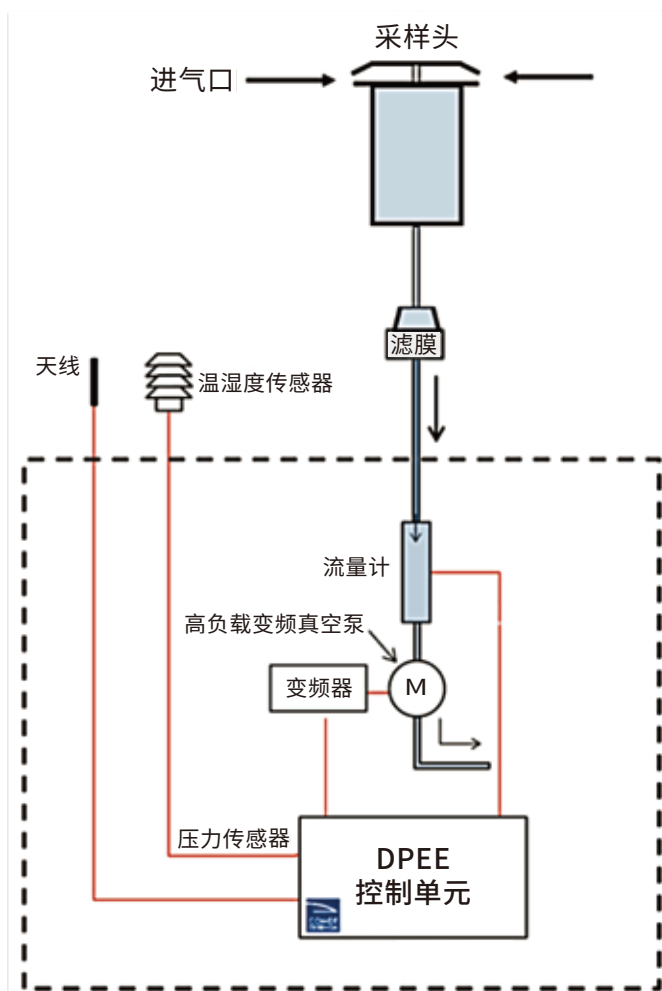 采样头
进气口
滤膜
天线
温湿度传感器
流量计
高负载变频真空泵
变频器
M
压力传感器
DPEE
控制单元